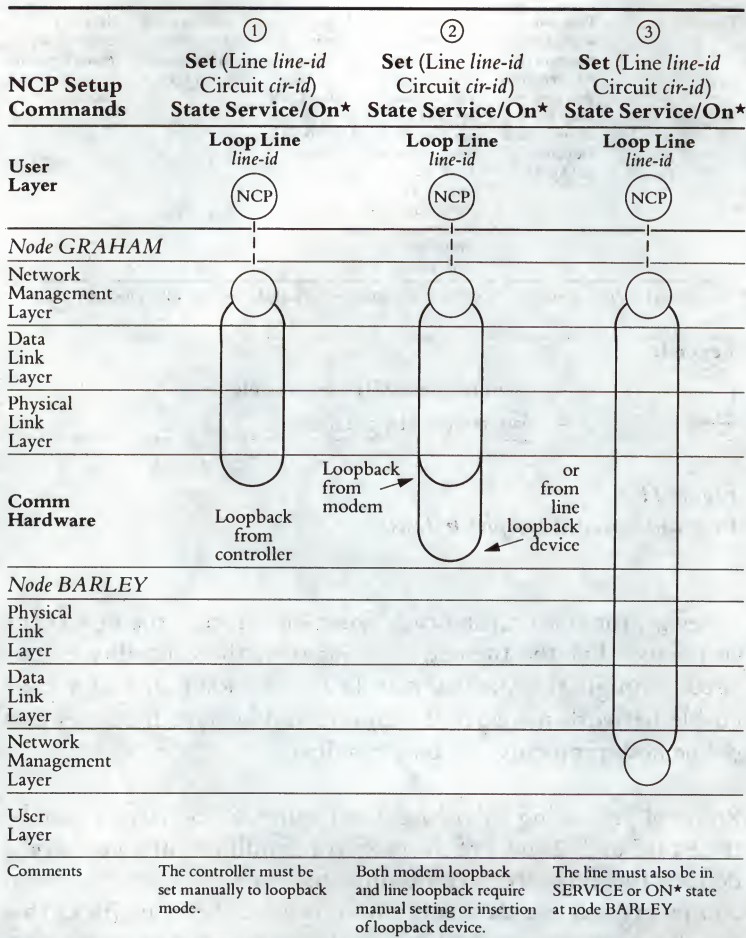 ①
②
③
NCP Setup
Commands
Set (Line line-id
Circuit cir-id)
State Service/On★
Set (Line line-id
Circuit cir-id)
State Service/On★
Set (Line line-id
Circuit cir-id)
State Service/On★
User
Layer
Loop Line
line-id
NCP
Loop Line
line-id
NCP
Loop Line
line-id
NCP
Node GRAHAM
Network
Management
Layer
Data
Link
Layer
Physical
Link
Layer
Comm
Hardware
Loopback
from
controller
Loopback
from
modem
or
from
line
loopback
device
Node BARLEY
Physical
Link
Layer
Data
Link
Layer
Network
Management
Layer
User
Layer
Comments
The controller must be
set manually to loopback
mode.
Both modem loopback
and line loopback require
manual setting or insertion
of loopback device.
The line must also be in
SERVICE or ON★ state
at node BARLEY